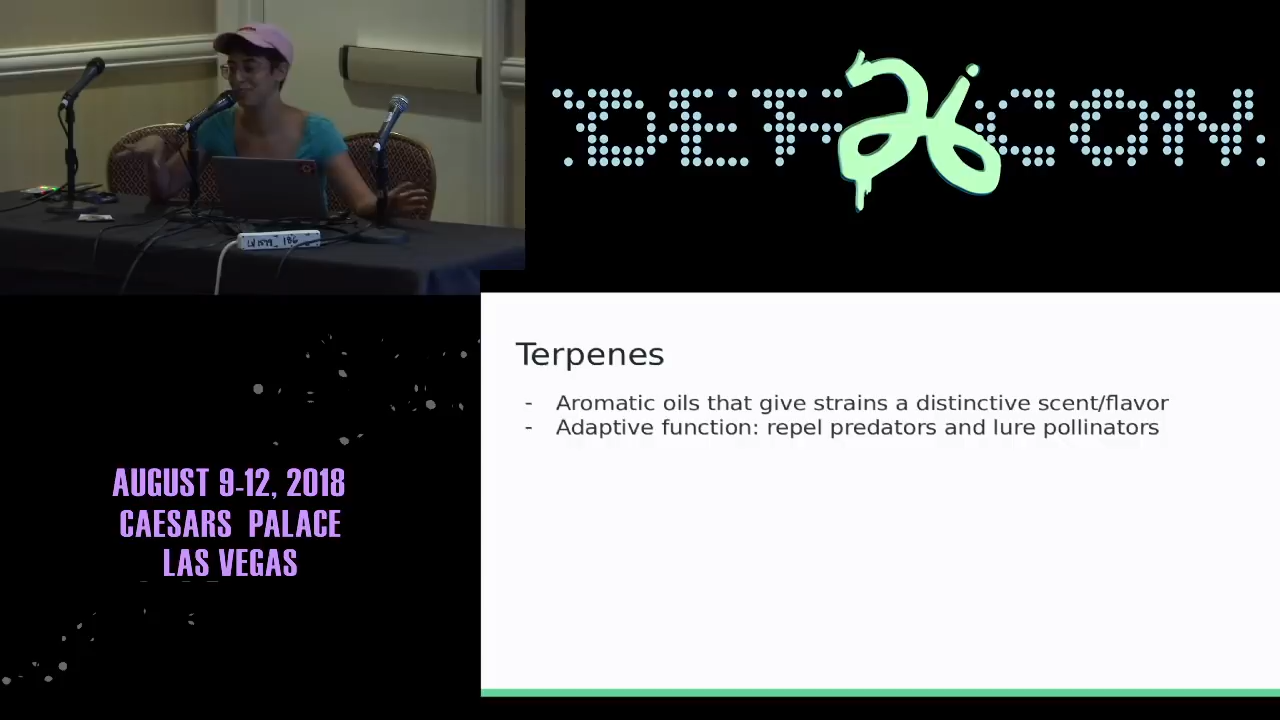 DEF 26 CON.
Terpenes
- Aromatic oils that give strains a distinctive scent/flavor
- Adaptive function: repel predators and lure pollinators
AUGUST 9-12, 2018
CAESARS PALACE
LAS VEGAS